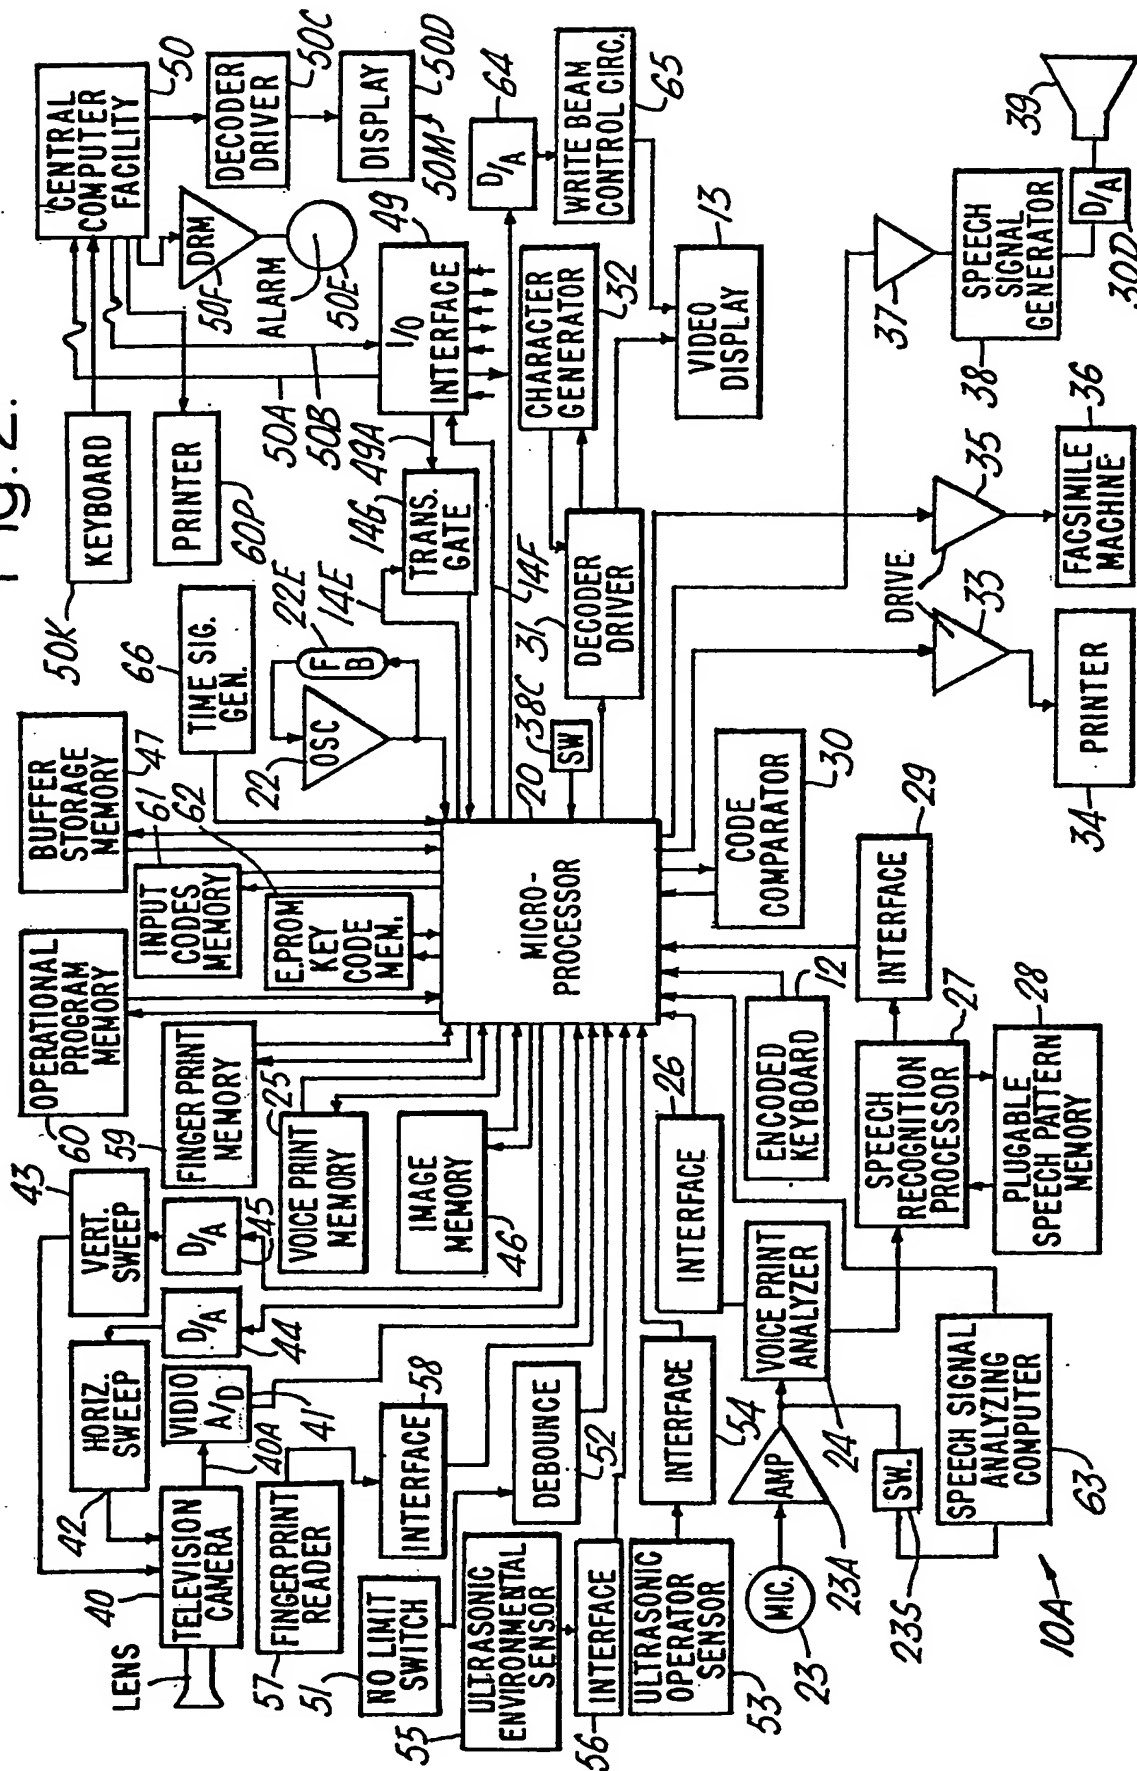 Fig. 2.
LENS
TELEVISION
CAMERA
40
40A
HORIZ.
SWEEP
42
VERT.
SWEEP
43
VIDIO
A/D
41
D/A
44
D/A
45
FINGER PRINT
READER
57
INTERFACE
58
NO LIMIT
SWITCH
51
DEBOUNCE
52
ULTRASONIC
ENVIRONMENTAL
SENSOR
55
INTERFACE
56
ULTRASONIC
OPERATOR
SENSOR
53
INTERFACE
54
MIC.
23
AMP
23A
SW.
23S
VOICE PRINT
ANALYZER
24
INTERFACE
26
SPEECH SIGNAL
ANALYZING
COMPUTER
63
10A
OPERATIONAL
PROGRAM
MEMORY
60
FINGER PRINT
MEMORY
59
VOICE PRINT
MEMORY
25
IMAGE
MEMORY
46
BUFFER
STORAGE
MEMORY
47
INPUT
CODES
MEMORY
61
E.PROM
KEY
CODE
MEM.
62
MICRO-
PROCESSOR
20
ENCODED
KEYBOARD
12
SPEECH
RECOGNITION
PROCESSOR
27
PLUGABLE
SPEECH PATTERN
MEMORY
28
INTERFACE
29
CODE
COMPARATOR
30
TIME SIG.
GEN.
66
OSC
22
F
B
22E
14E
TRANS.
GATE
14G
49A
14F
SW
38C
DECODER
DRIVER
31
CHARACTER
GENERATOR
32
VIDEO
DISPLAY
13
KEYBOARD
50K
PRINTER
60P
CENTRAL
COMPUTER
FACILITY
50
DECODER
DRIVER
50C
DISPLAY
50D
50M
DRM
50F
ALARM
50E
50A
50B
I/O
INTERFACE
49
D/A
64
WRITE BEAM
CONTROL CIRC.
65
DRIVE
33
PRINTER
34
35
FACSIMILE
MACHINE
36
37
SPEECH
SIGNAL
GENERATOR
38
D/A
30D
39